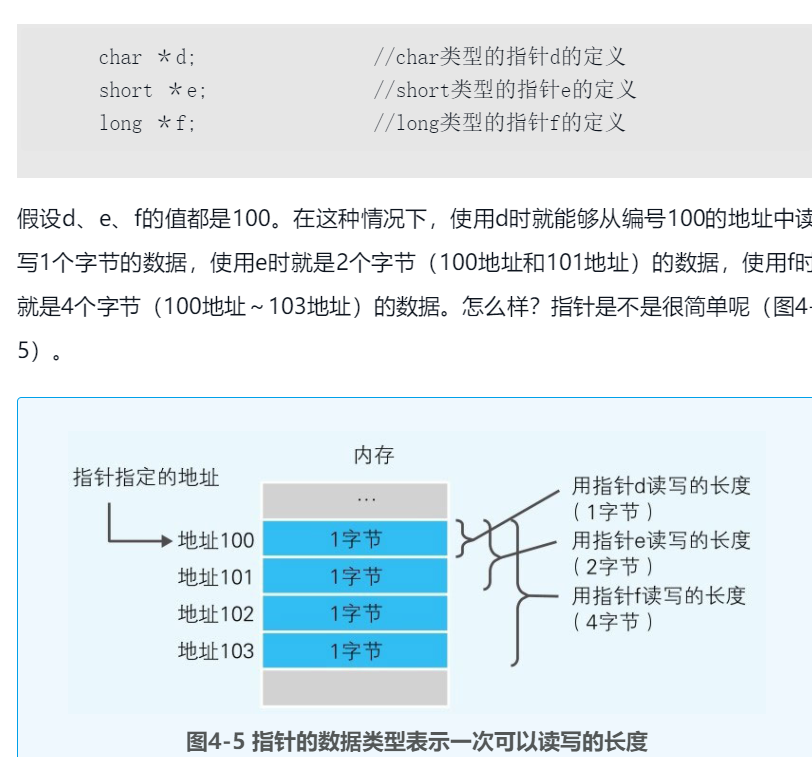 char ＊d; //char类型的指针d的定义
short ＊e; //short类型的指针e的定义
long ＊f; //long类型的指针f的定义
假设d、e、f的值都是100。在这种情况下，使用d时就能够从编号100的地址中读
写1个字节的数据，使用e时就是2个字节（100地址和101地址）的数据，使用f时
就是4个字节（100地址～103地址）的数据。怎么样？指针是不是很简单呢（图4-
5）。
内存
指针指定的地址
…
用指针d读写的长度
（1字节）
地址100 1字节
用指针e读写的长度
（2字节）
地址101 1字节
用指针f读写的长度
（4字节）
地址102 1字节
地址103 1字节
图4-5 指针的数据类型表示一次可以读写的长度